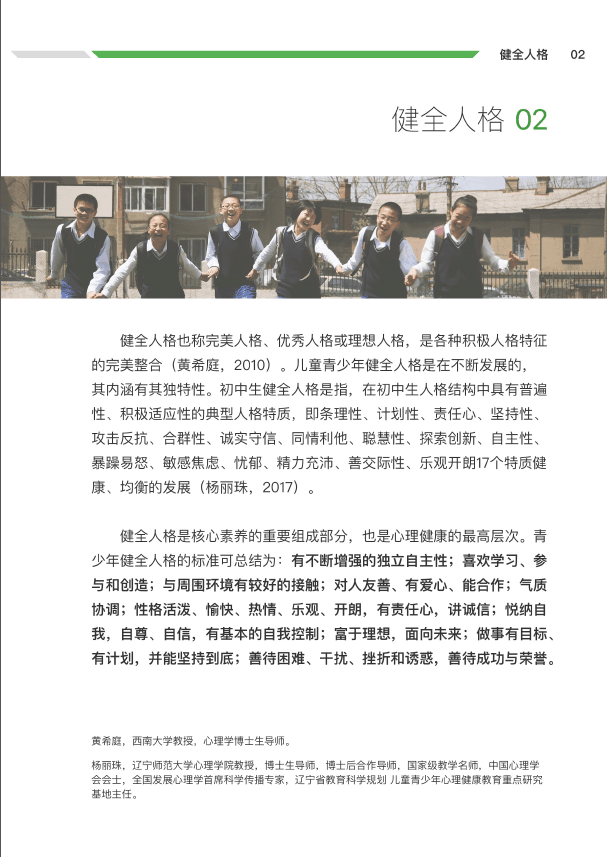 健全人格 02
健全人格 02
健全人格也称完美人格、优秀人格或理想人格，是各种积极人格特征
的完美整合（黄希庭，2010）。儿童青少年健全人格是在不断发展的，
其内涵有其独特性。初中生健全人格是指，在初中生人格结构中具有普遍
性、积极适应性的典型人格特质，即条理性、计划性、责任心、坚持性、
攻击反抗、合群性、诚实守信、同情利他、聪慧性、探索创新、自主性、
暴躁易怒、敏感焦虑、忧郁、精力充沛、善交际性、乐观开朗17个特质健
康、均衡的发展（杨丽珠，2017）。
健全人格是核心素养的重要组成部分，也是心理健康的最高层次。青
少年健全人格的标准可总结为：有不断增强的独立自主性；喜欢学习、参
与和创造；与周围环境有较好的接触；对人友善、有爱心、能合作；气质
协调；性格活泼、愉快、热情、乐观、开朗，有责任心，讲诚信；悦纳自
我，自尊、自信，有基本的自我控制；富于理想，面向未来；做事有目标、
有计划，并能坚持到底；善待困难、干扰、挫折和诱惑，善待成功与荣誉。
黄希庭，西南大学教授，心理学博士生导师。
杨丽珠，辽宁师范大学心理学院教授，博士生导师，博士后合作导师，国家级教学名师，中国心理学
会会士，全国发展心理学首席科学传播专家，辽宁省教育科学规划 儿童青少年心理健康教育重点研究
基地主任。